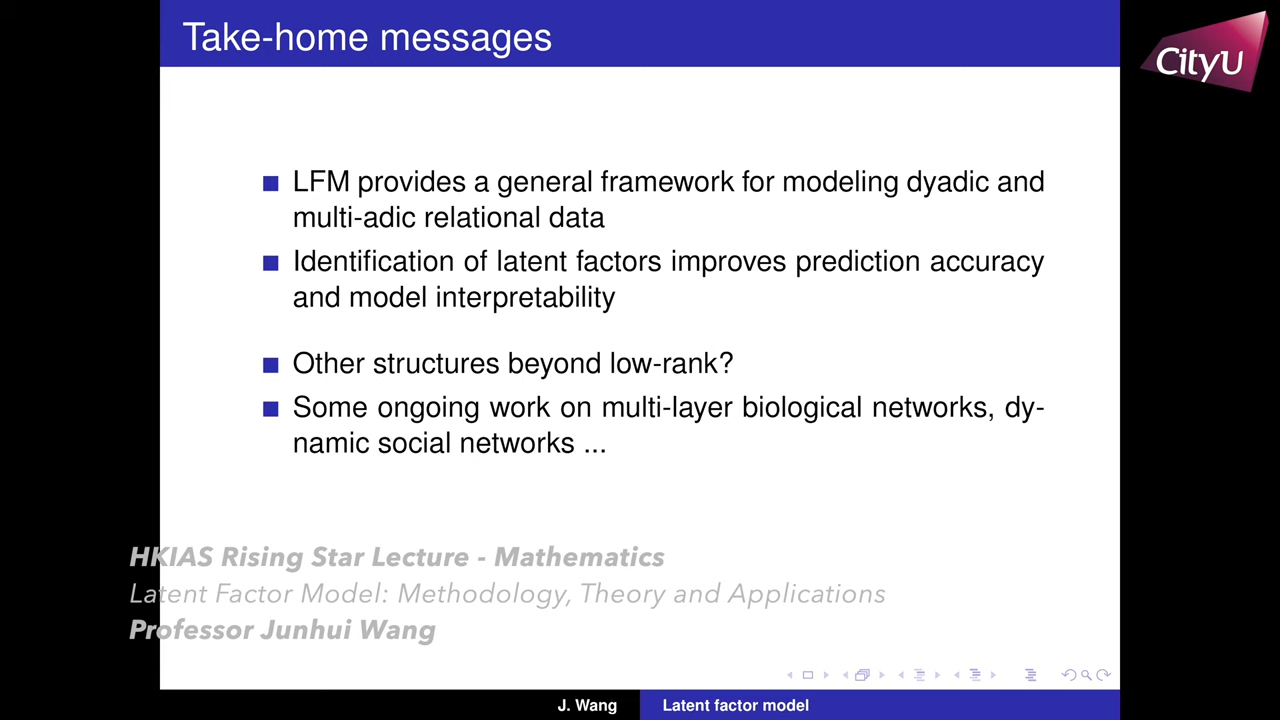 Take-home messages
CityU
LFM provides a general framework for modeling dyadic and
multi-adic relational data
Identification of latent factors improves prediction accuracy
and model interpretability
Other structures beyond low-rank?
Some ongoing work on multi-layer biological networks, dy-
namic social networks ...
HKIAS Rising Star Lecture - Mathematics
Latent Factor Model: Methodology, Theory and Applications
Professor Junhui Wang
J. Wang
Latent factor model